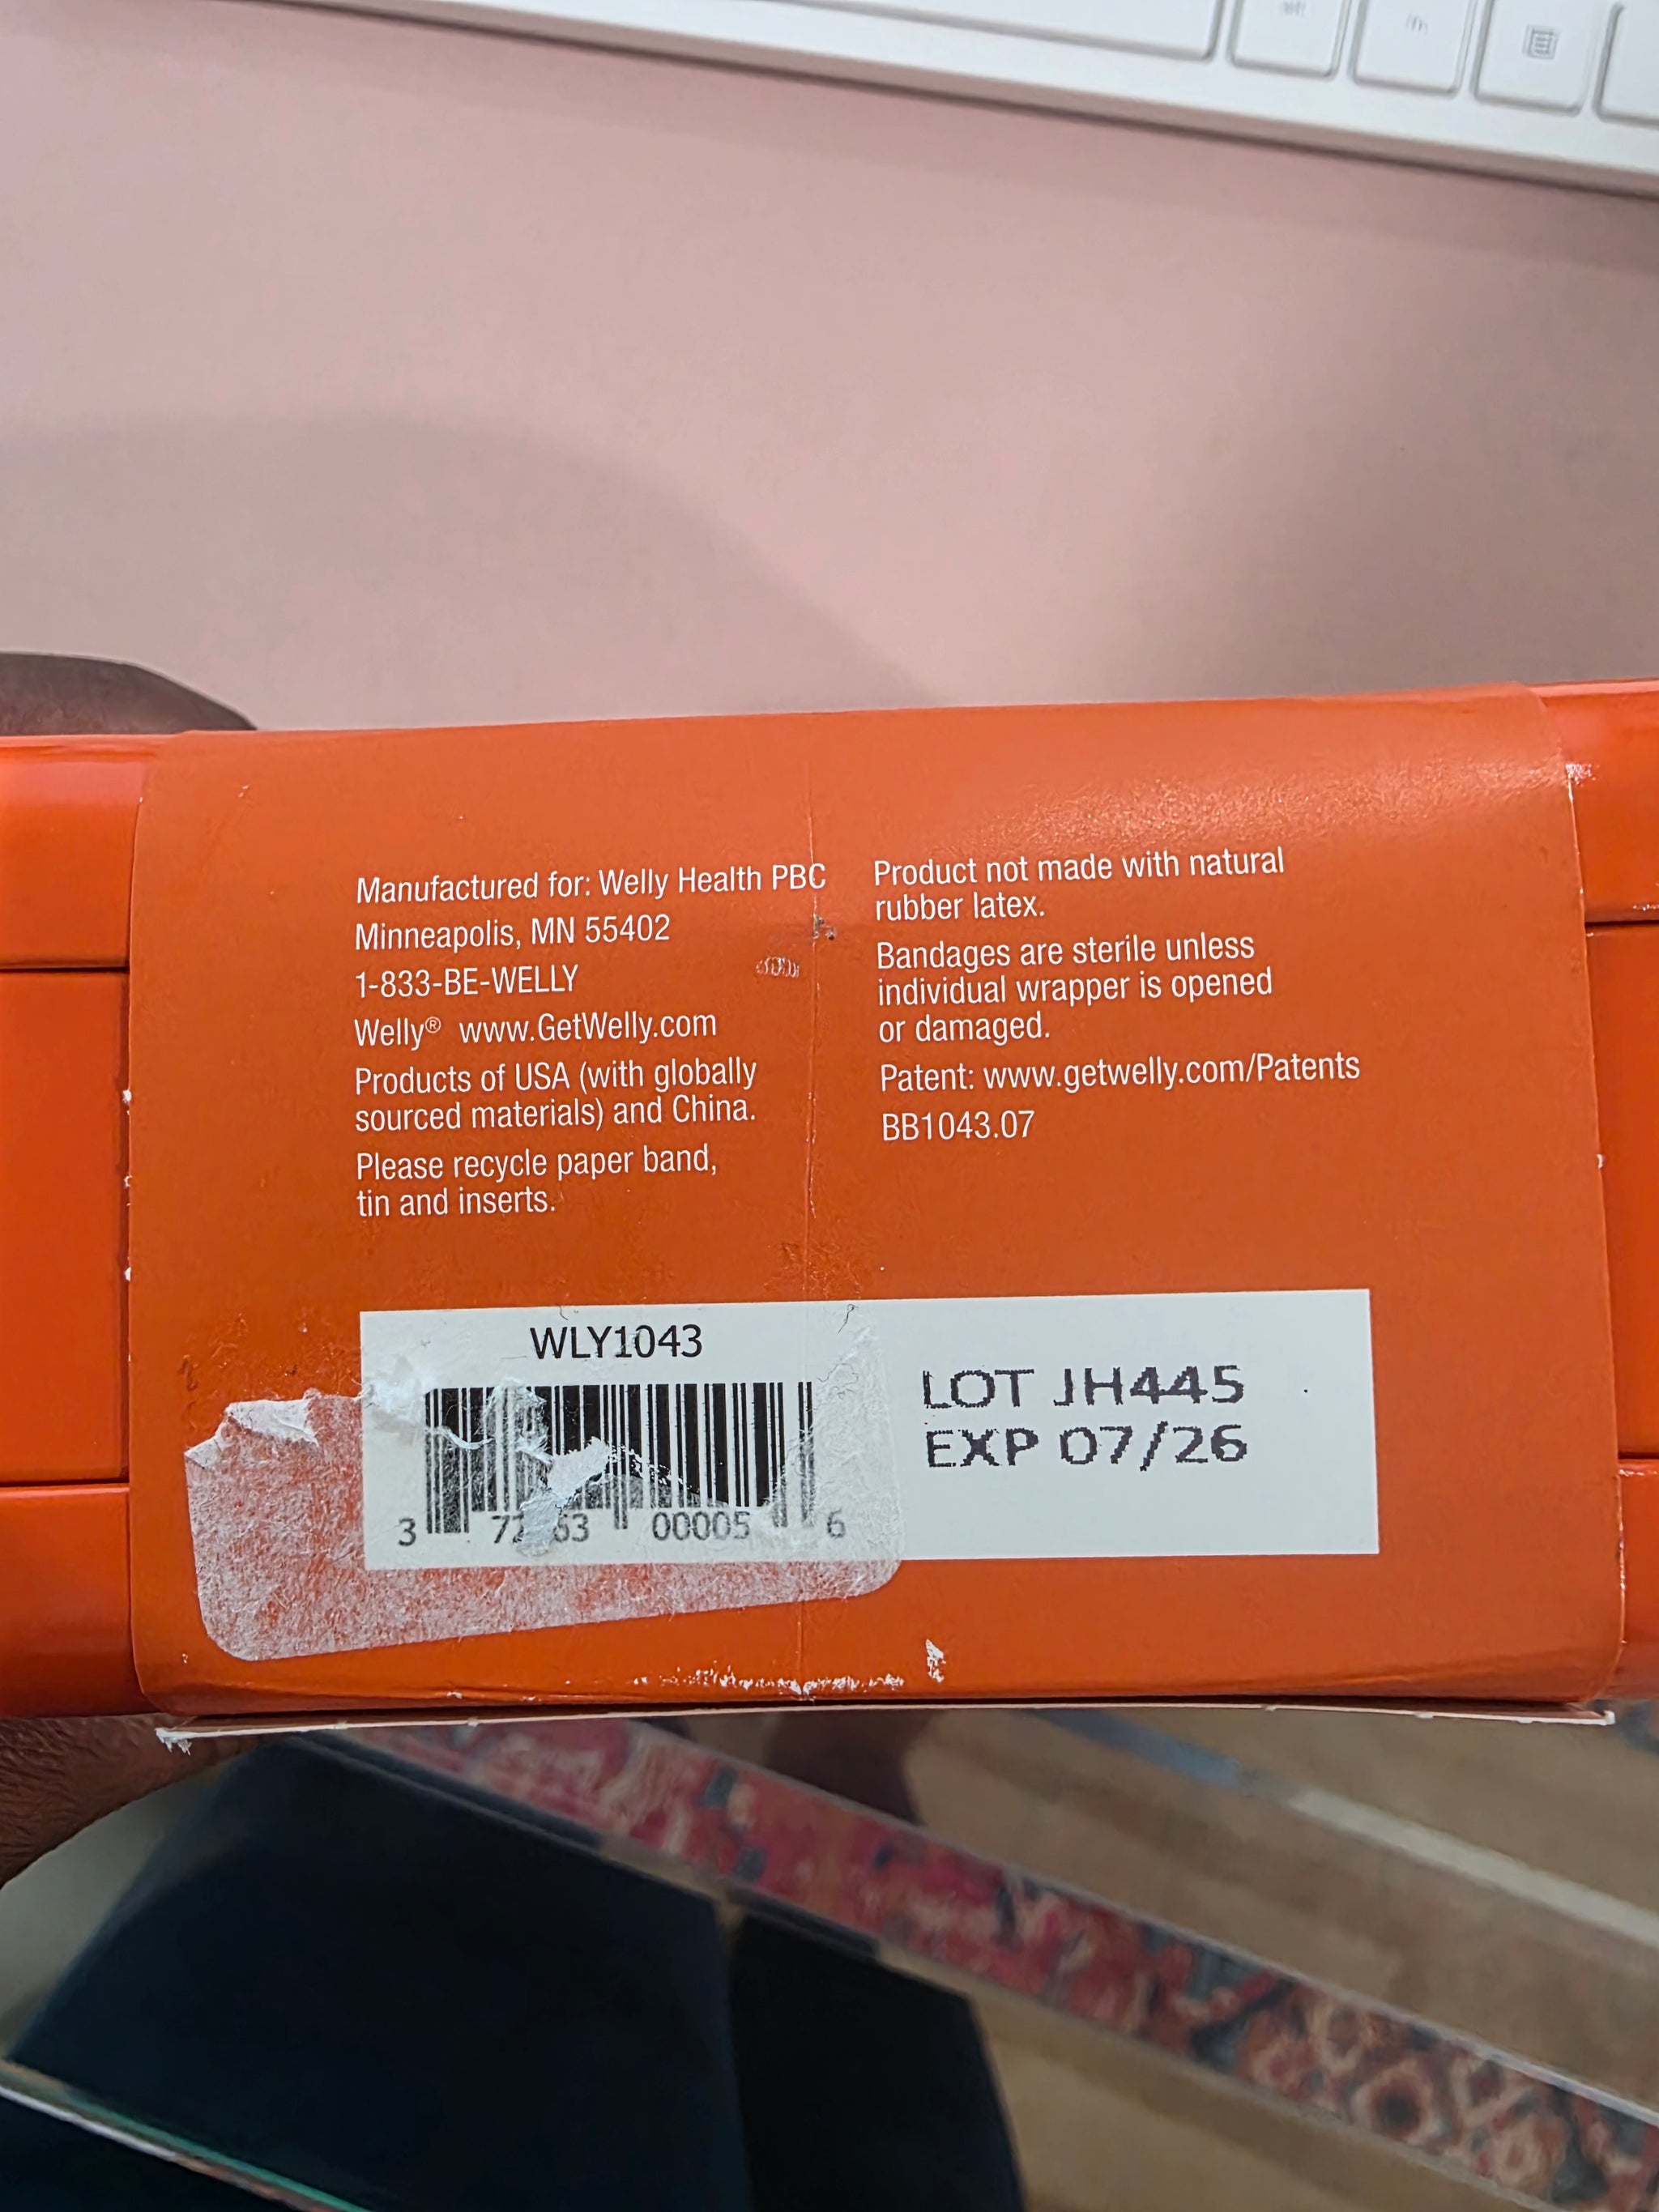 Manufactured for: Welly Health PBC
Minneapolis, MN 55402
1-833-BE-WELLY
Welly® www.GetWelly.com
Products of USA (with globally
sourced materials) and China.
Please recycle paper band,
tin and inserts.
Product not made with natural
rubber latex.
Bandages are sterile unless
individual wrapper is opened
or damaged.
Patent: www.getwelly.com/Patents
BB1043.07
WLY1043
3 00005 6
LOT JH445
EXP 07/26